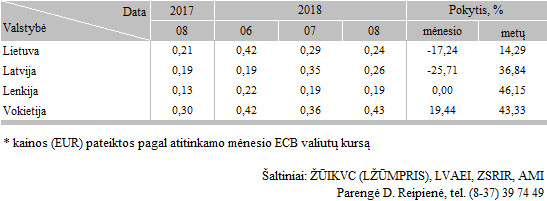 Data 2017 2018 Pokytis, %
Valstybė 08 06 07 08 mėnesio metų
Lietuva 0,21 0,42 0,29 0,24 -17,24 14,29
Latvija 0,19 0,19 0,35 0,26 -25,71 36,84
Lenkija 0,13 0,22 0,19 0,19 0,00 46,15
Vokietija 0,30 0,42 0,36 0,43 19,44 43,33
* kainos (EUR) pateiktos pagal atitinkamo mėnesio ECB valiutų kursą
Šaltiniai: ŽŪIKVC (LŽŪMPRIS), LVAEI, ZSRIR, AMI
Parengė D. Reipienė, tel. (8-37) 39 74 49